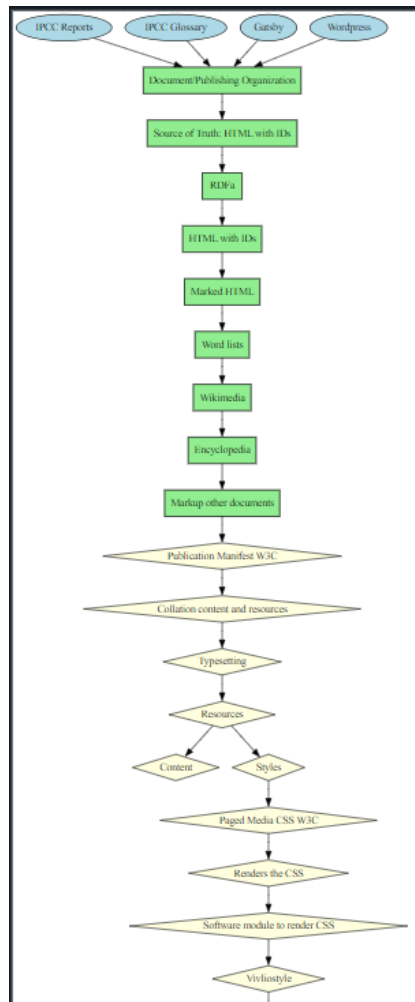 IPCC Reports
IPCC Glossary
Gatsby
Wordpress
Document/Publishing Organization
Source of Truth: HTML with IDs
RDFa
HTML with IDs
Marked HTML
Word lists
Wikimedia
Encyclopedia
Markup other documents
Publication Manifest W3C
Collation content and resources
Typesetting
Resources
Content
Styles
Paged Media CSS W3C
Renders the CSS
Software module to render CSS
Vivliostyle